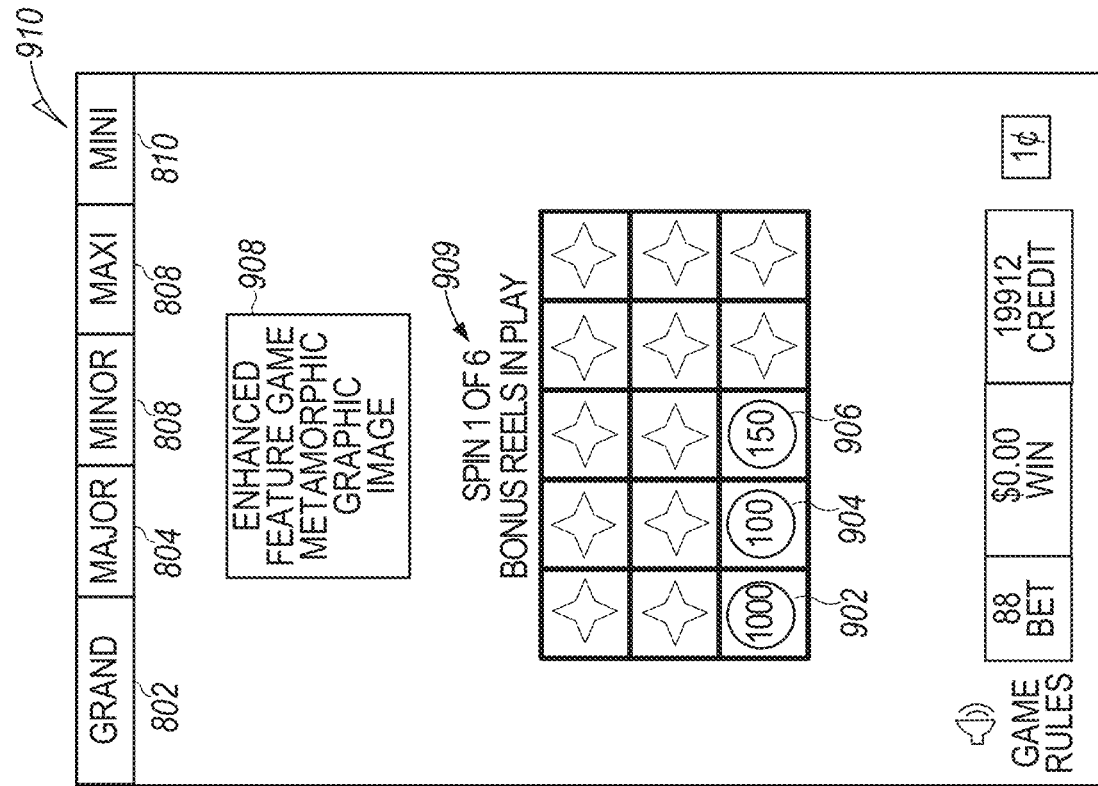 910
GRAND MAJOR MINOR MAXI MINI
802 804 808 808 810
ENHANCED
FEATURE GAME
METAMORPHIC
GRAPHIC
IMAGE
908
SPIN 1 OF 6
909
BONUS REELS IN PLAY
1000 100 150
902 904 906
GAME
RULES
88
BET
$0.00
WIN
19912
CREDIT
1¢